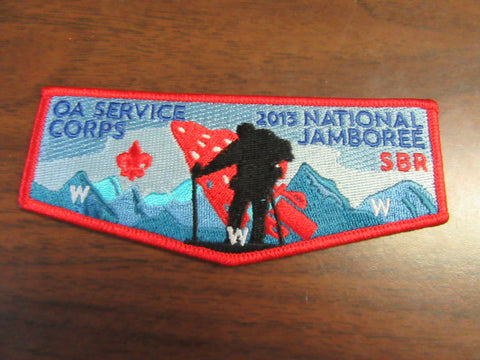 OA SERVICE
CORPS
2013 NATIONAL
JAMBOREE
SBR
W
W
W